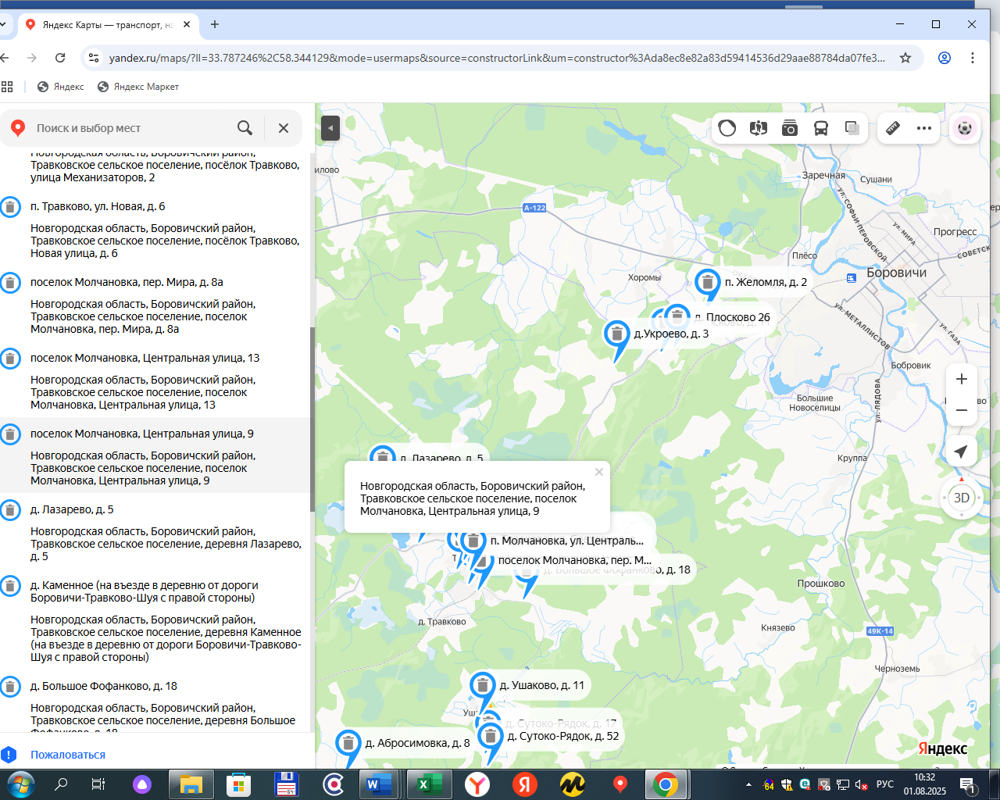 Яндекс Карты — транспорт, на
yandex.ru/maps/?ll=33.787246%2C58.344129&mode=usermaps&source=constructorLink&um=constructor%3Ada8ec8e82a83d59414536d29aae88784da07fe3...
Яндекс
Яндекс Маркет
Поиск и выбор мест
Новгородская область, Боровичский район,
Травковское сельское поселение, посёлок Травково,
улица Механизаторов, 2
п. Травково, ул. Новая, д. 6
Новгородская область, Боровичский район,
Травковское сельское поселение, посёлок Травково,
Новая улица, д. 6
поселок Молчановка, пер. Мира, д. 8а
Новгородская область, Боровичский район,
Травковское сельское поселение, поселок
Молчановка, пер. Мира, д. 8а
поселок Молчановка, Центральная улица, 13
Новгородская область, Боровичский район,
Травковское сельское поселение, поселок
Молчановка, Центральная улица, 13
поселок Молчановка, Центральная улица, 9
Новгородская область, Боровичский район,
Травковское сельское поселение, поселок
Молчановка, Центральная улица, 9
д. Лазарево, д. 5
Новгородская область, Боровичский район,
Травковское сельское поселение, деревня Лазарево,
д. 5
д. Каменное (на въезде в деревню от дороги
Боровичи-Травково-Шуя с правой стороны)
Новгородская область, Боровичский район,
Травковское сельское поселение, деревня Каменное
(на въезде в деревню от дороги Боровичи-Травково-
Шуя с правой стороны)
д. Большое Фофанково, д. 18
Новгородская область, Боровичский район,
Травковское сельское поселение, деревня Большое
Фофанково, д. 18
Пожаловаться
илово
А-122
Заречная
Сушани
ул. СОФЬИ ПЕРОВСКОЙ
ул. МИРА
Прогресс
СОВЕТСК
Плёсо
Хоромы
Боровичи
п. Желомля, д. 2
д. Плосково 26
д.Укроево, д. 3
ул. МЕТАЛЛИСТОВ
ул. ГАЗА
Бобровик
ул. ЛЯДОВА
Большие
Новоселицы
Круппа
3D
д. Лазарево, д. 5
Новгородская область, Боровичский район,
Травковское сельское поселение, поселок
Молчановка, Центральная улица, 9
п. Молчановка, ул. Централь...
поселок Молчановка, пер. М...
д. Большое Фофанково, д. 18
Прошково
д. Травково
Князево
49К-14
Черноземь
д. Ушаково, д. 11
Уша
д. Сутоко-Рядок, д. 17
д. Сутоко-Рядок, д. 52
д. Абросимовка, д. 8
Яндекс
64
РУС
10:32
01.08.2025
1